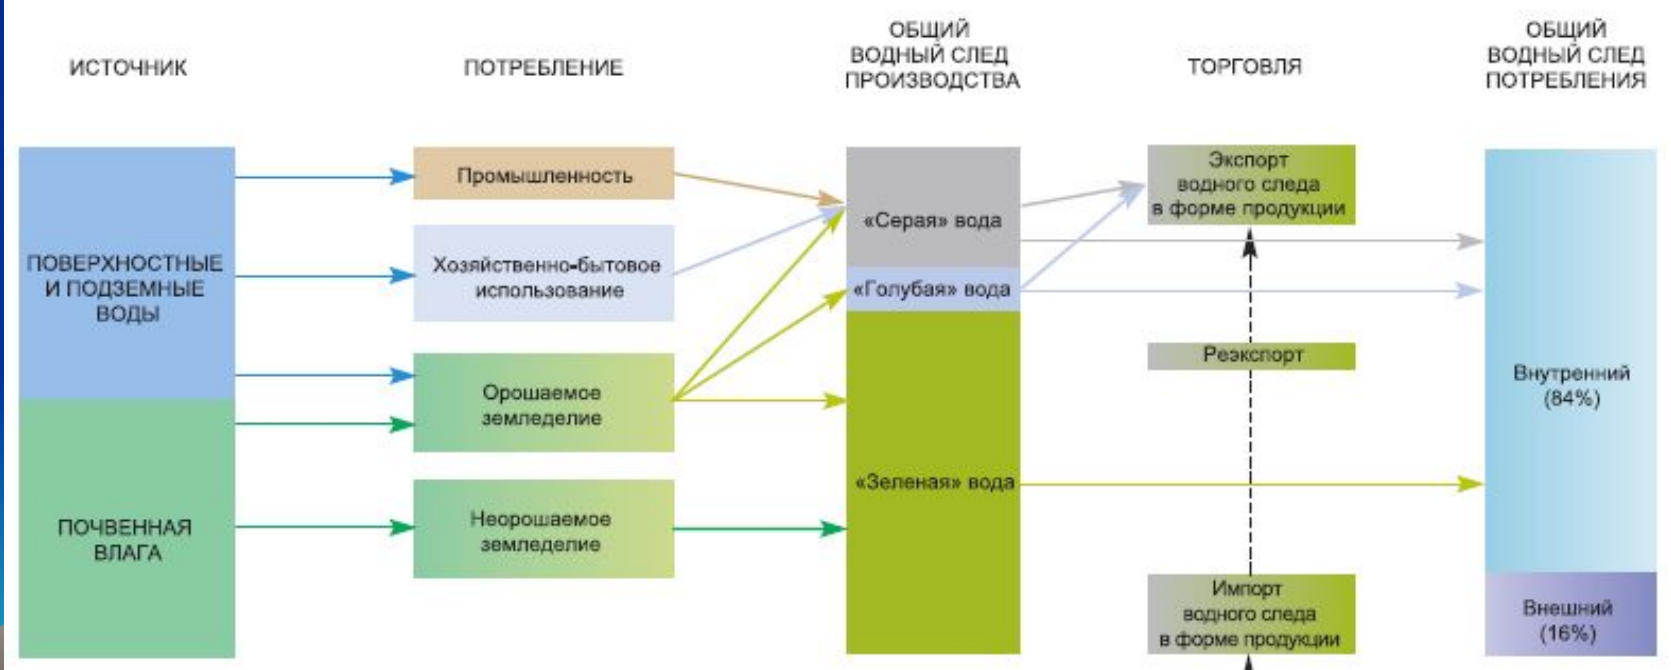 ИСТОЧНИК
ПОТРЕБЛЕНИЕ
ОБЩИЙ
ВОДНЫЙ СЛЕД
ПРОИЗВОДСТВА
ТОРГОВЛЯ
ОБЩИЙ
ВОДНЫЙ СЛЕД
ПОТРЕБЛЕНИЯ
ПОВЕРХНОСТНЫЕ
И ПОДЗЕМНЫЕ
ВОДЫ
ПОЧВЕННАЯ
ВЛАГА
Промышленность
Хозяйственно-бытовое
использование
Орошаемое
земледелие
Неорошаемое
земледелие
«Серая» вода
«Голубая» вода
«Зеленая» вода
Экспорт
водного следа
в форме продукции
Реэкспорт
Импорт
водного следа
в форме продукции
Внутренний
(84%)
Внешний
(16%)